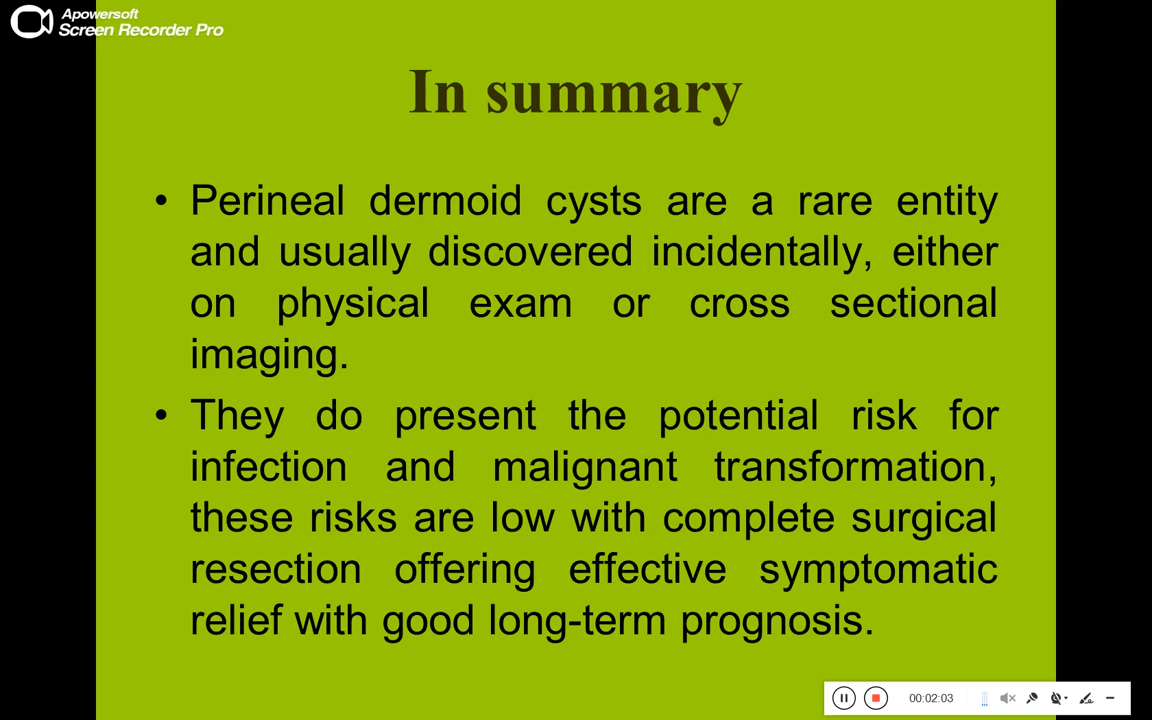 Apowersoft
Screen Recorder Pro
In summary
• Perineal dermoid cysts are a rare entity
and usually discovered incidentally, either
on physical exam or cross sectional
imaging.
• They do present the potential risk for
infection and malignant transformation,
these risks are low with complete surgical
resection offering effective symptomatic
relief with good long-term prognosis.
00:02:03